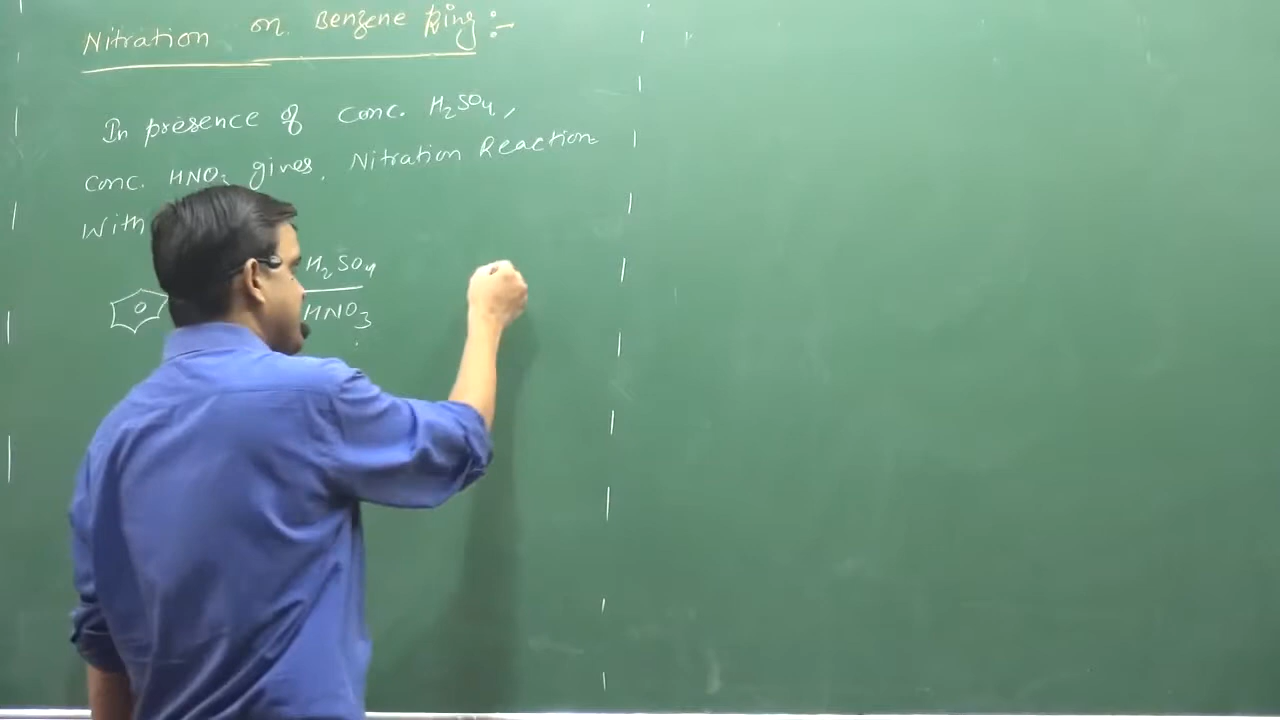 Nitration on Benzene Ring :-
In presence of conc. H2SO4,
conc. HNO3 gives, Nitration Reaction
With
H2SO4
HNO3